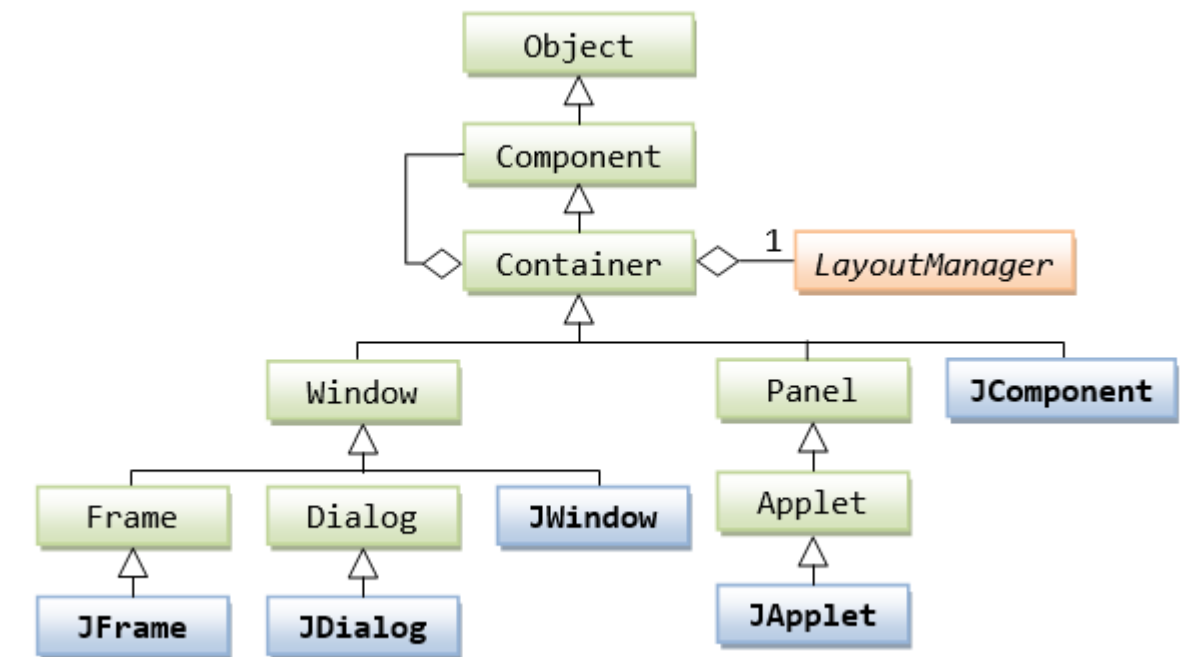 Object
Component
Container
1
LayoutManager
Window
Panel
JComponent
Frame
Dialog
JWindow
Applet
JFrame
JDialog
JApplet